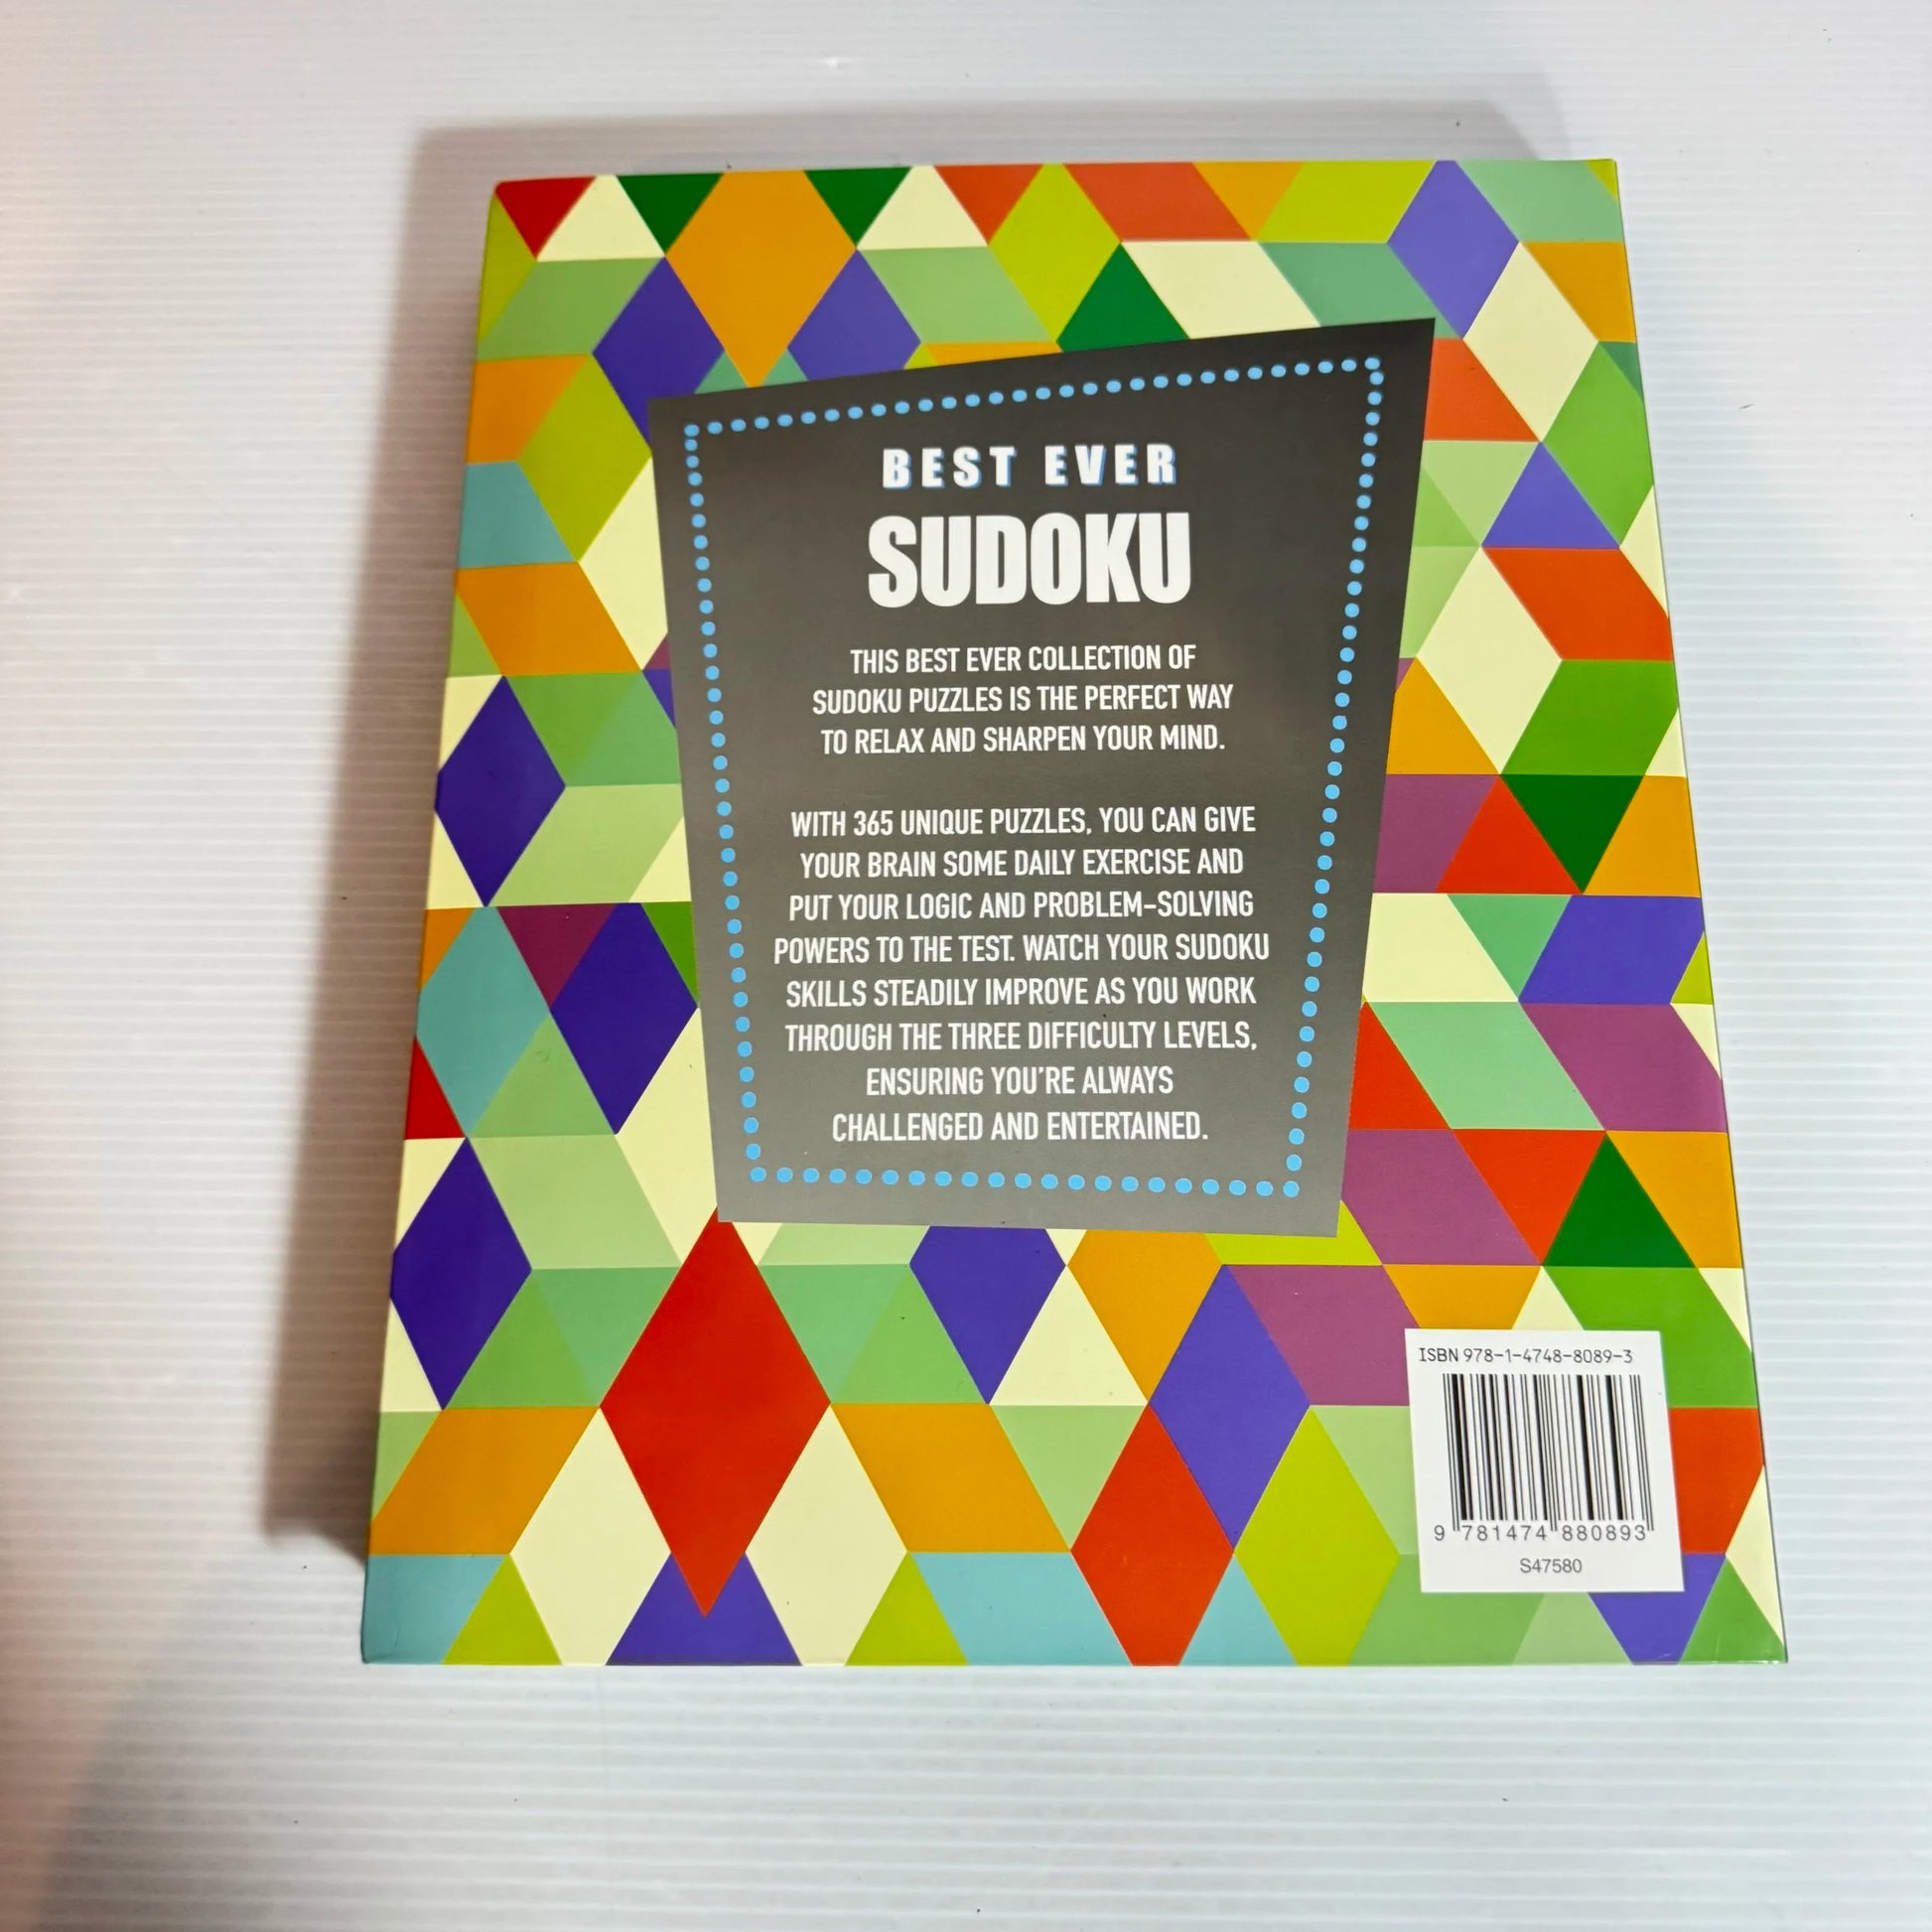 BEST EVER
SUDOKU
THIS BEST EVER COLLECTION OF
SUDOKU PUZZLES IS THE PERFECT WAY
TO RELAX AND SHARPEN YOUR MIND.
WITH 365 UNIQUE PUZZLES, YOU CAN GIVE
YOUR BRAIN SOME DAILY EXERCISE AND
PUT YOUR LOGIC AND PROBLEM-SOLVING
POWERS TO THE TEST. WATCH YOUR SUDOKU
SKILLS STEADILY IMPROVE AS YOU WORK
THROUGH THE THREE DIFFICULTY LEVELS,
ENSURING YOU'RE ALWAYS
CHALLENGED AND ENTERTAINED.
ISBN 978-1-4748-8089-3
9 781474 880893
S47580